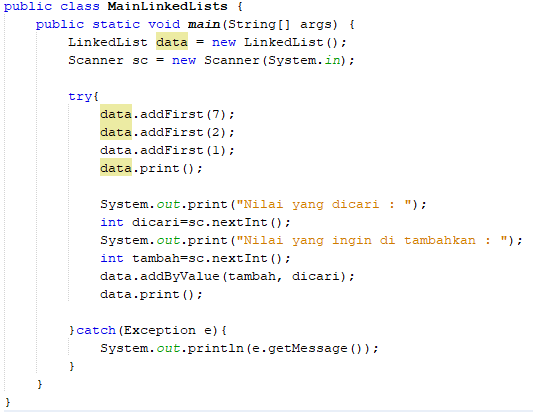 public class MainLinkedLists {
    public static void main(String[] args) {
        LinkedList data = new LinkedList();
        Scanner sc = new Scanner(System.in);

        try{
            data.addFirst(7);
            data.addFirst(2);
            data.addFirst(1);
            data.print();

            System.out.print("Nilai yang dicari : ");
            int dicari=sc.nextInt();
            System.out.print("Nilai yang ingin di tambahkan : ");
            int tambah=sc.nextInt();
            data.addByValue(tambah, dicari);
            data.print();

        }catch(Exception e){
            System.out.println(e.getMessage());
        }
    }
}